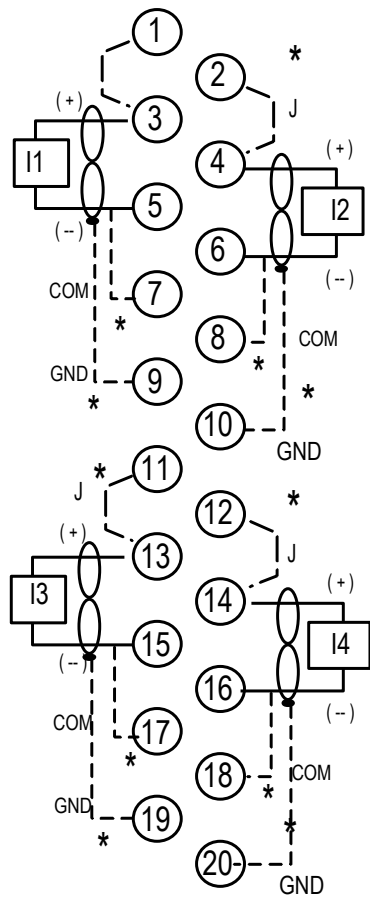 1
2 *
J
(+) 3
4 (+)
I1
5
I2
(--)
6
(--)
COM 7
*
8 COM
*
GND 9
* *
10
GND
11
*
J
12 *
(+)
13 J
14 (+)
I3
15
I4
(--)
16
(--)
COM 17
*
18 COM
*
GND 19
* *
20
GND